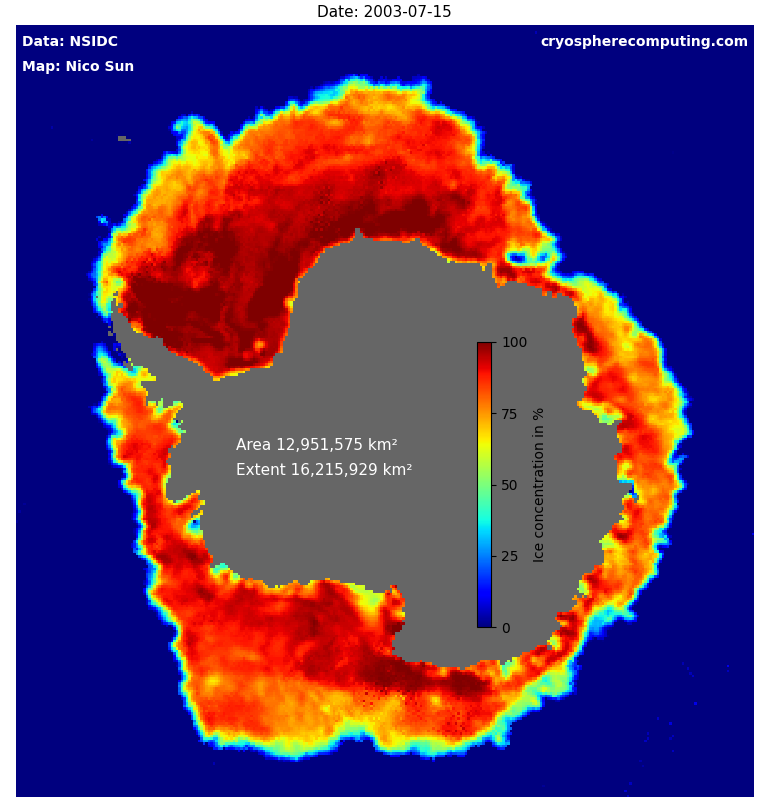 Date: 2003-07-15
Data: NSIDC
cryospherecomputing.com
Map: Nico Sun
100
75
50
25
0
Ice concentration in %
Area 12,951,575 km²
Extent 16,215,929 km²